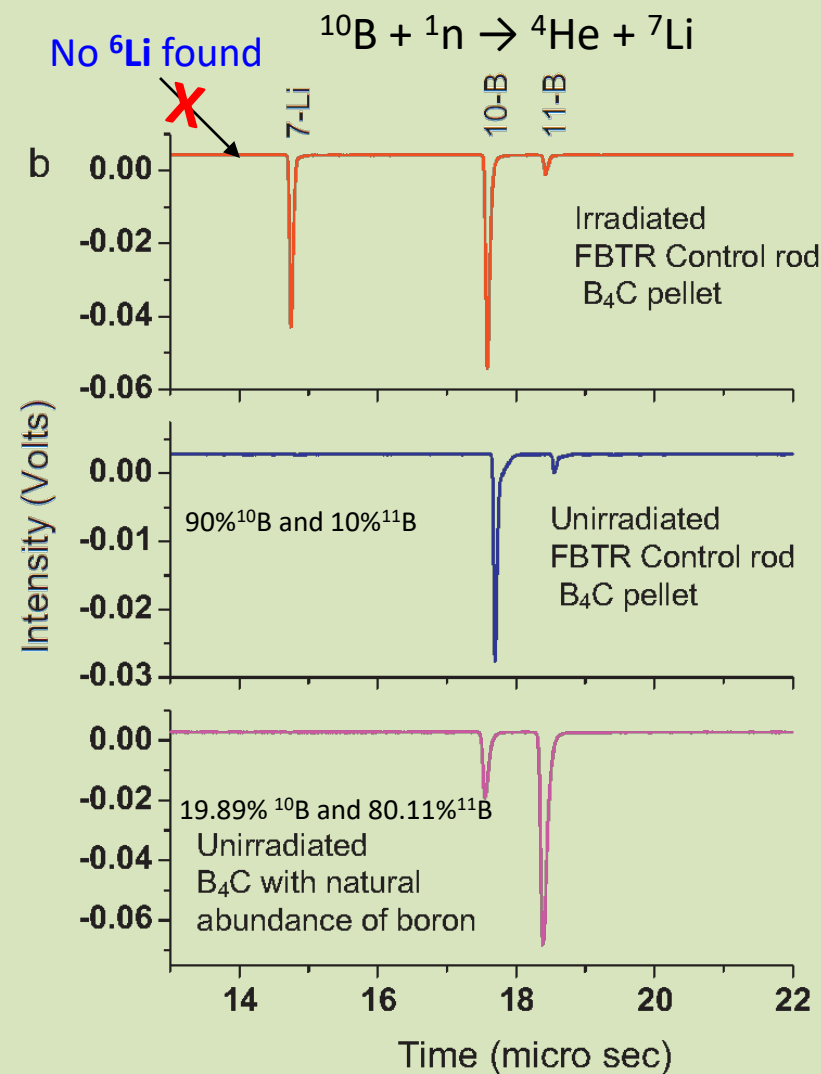 ¹⁰B + ¹n → ⁴He + ⁷Li
No ⁶Li found
X
7-Li
10-B
11-B
b
0.00
-0.02
-0.04
-0.06
Irradiated
FBTR Control rod
B₄C pellet
Intensity (Volts)
0.00
-0.01
-0.02
-0.03
90%¹⁰B and 10%¹¹B
Unirradiated
FBTR Control rod
B₄C pellet
0.00
-0.02
-0.04
-0.06
19.89% ¹⁰B and 80.11%¹¹B
Unirradiated
B₄C with natural
abundance of boron
14 16 18 20 22
Time (micro sec)